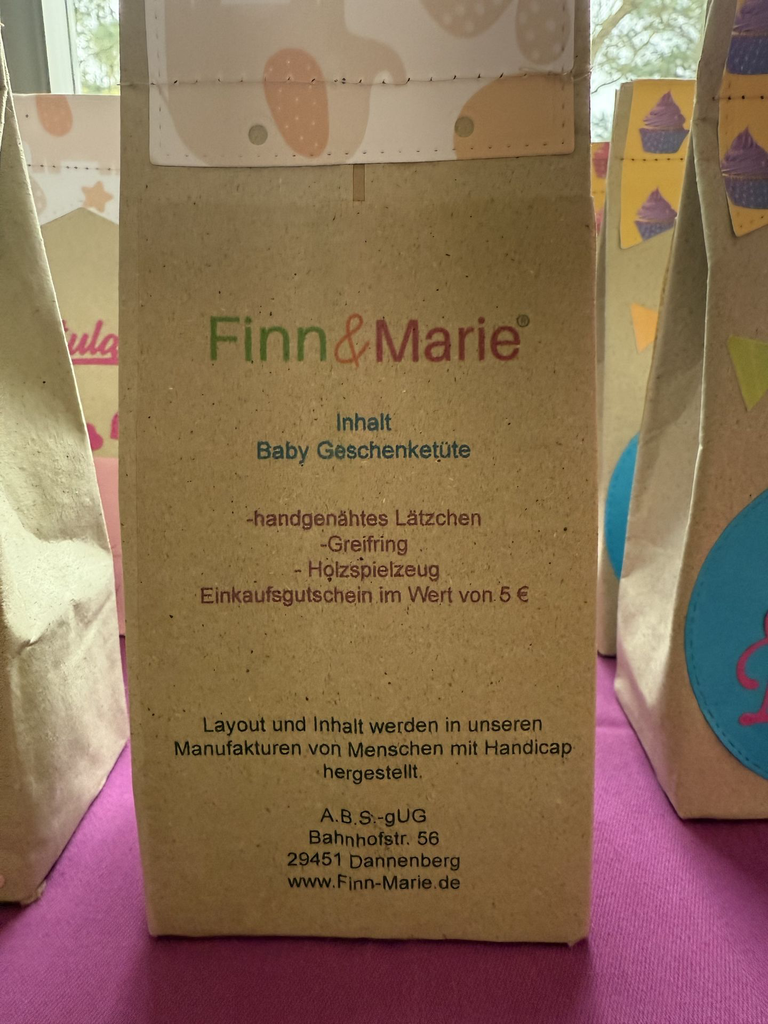 Finn&Marie®
Inhalt
Baby Geschenketüte
-handgenähtes Lätzchen
-Greifring
- Holzspielzeug
Einkaufsgutschein im Wert von 5 €
Layout und Inhalt werden in unseren
Manufakturen von Menschen mit Handicap
hergestellt.
A.B.S.-gUG
Bahnhofstr. 56
29451 Dannenberg
www.Finn-Marie.de